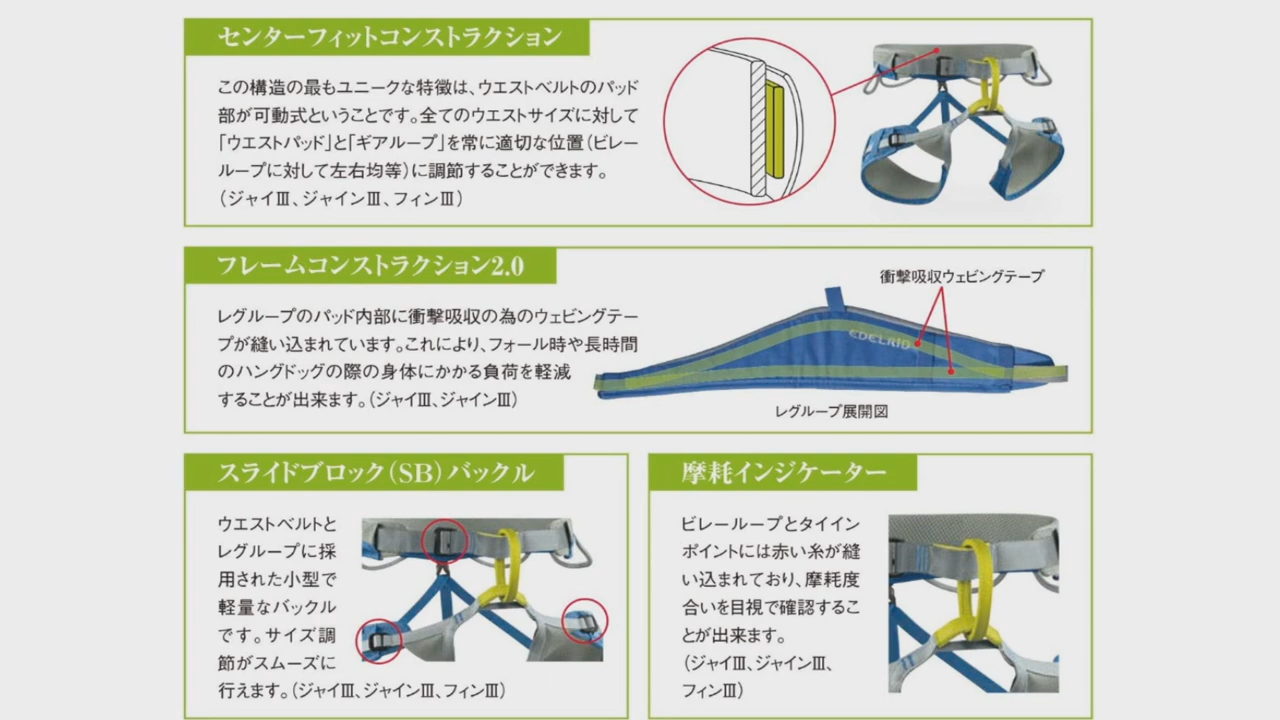 センターフィットコンストラクション
この構造の最もユニークな特徴は、ウエストベルトのパッド
部が可動式ということです。全てのウエストサイズに対して
「ウエストパッド」と「ギアループ」を常に適切な位置（ビレー
ループに対して左右均等）に調節することができます。
（ジャイⅢ、ジャインⅢ、フィンⅢ）
フレームコンストラクション2.0
レグループのパッド内部に衝撃吸収の為のウェビングテー
プが縫い込まれています。これにより、フォール時や長時間
のハングドッグの際の身体にかかる負荷を軽減
することが出来ます。（ジャイⅢ、ジャインⅢ）
衝撃吸収ウェビングテープ
EDELRID
レグループ展開図
スライドブロック（SB）バックル
ウエストベルトと
レグループに採
用された小型で
軽量なバックル
です。サイズ調
節がスムーズに
行えます。（ジャイⅢ、ジャインⅢ、フィンⅢ）
摩耗インジケーター
ビレーループとタイイン
ポイントには赤い糸が縫
い込まれており、摩耗度
合いを目視で確認するこ
とが出来ます。
（ジャイⅢ、ジャインⅢ、
フィンⅢ）